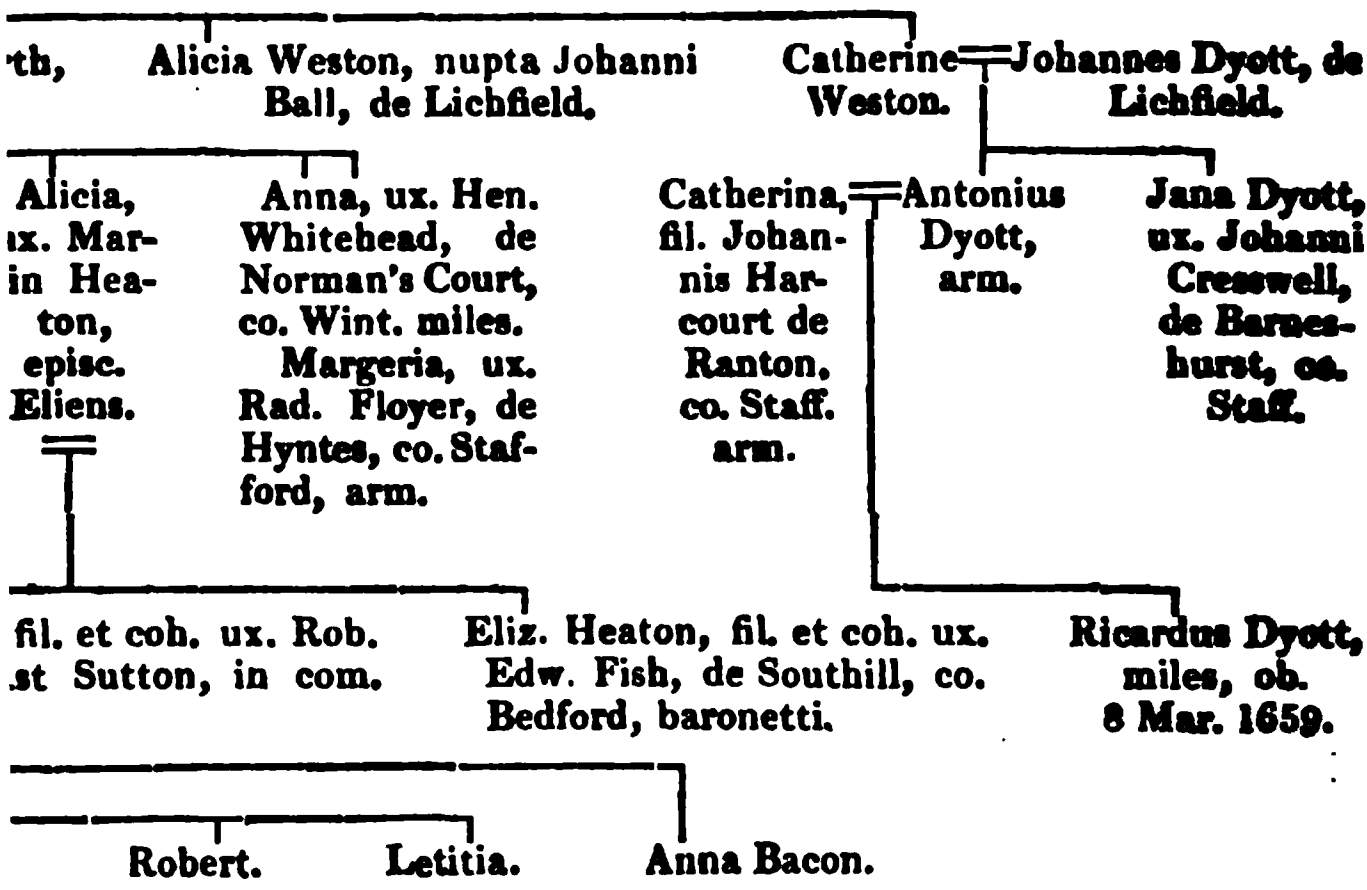 Alicia Weston, nupta Johanni
Ball, de Lichfield.
Catherine
Weston.
Johannes Dyott, de
Lichfield.
Alicia,
ux. Mar-
in Hea-
ton,
episc.
Eliens.
Anna, ux. Hen.
Whitehead, de
Norman's Court,
co. Wint. miles.
Margeria, ux.
Rad. Floyer, de
Hyntes, co. Staf-
ford, arm.
Catherina,
fil. Johan-
nis Har-
court de
Ranton,
co. Staff.
arm.
Antonius
Dyott,
arm.
Jana Dyott,
ux. Johanni
Cresswell,
de Barnes-
hurst, co.
Staff.
fil. et coh. ux. Rob.
st Sutton, in com.
Eliz. Heaton, fil. et coh. ux.
Edw. Fish, de Southill, co.
Bedford, baronetti.
Ricardus Dyott,
miles, ob.
8 Mar. 1659.
Robert.
Letitia.
Anna Bacon.